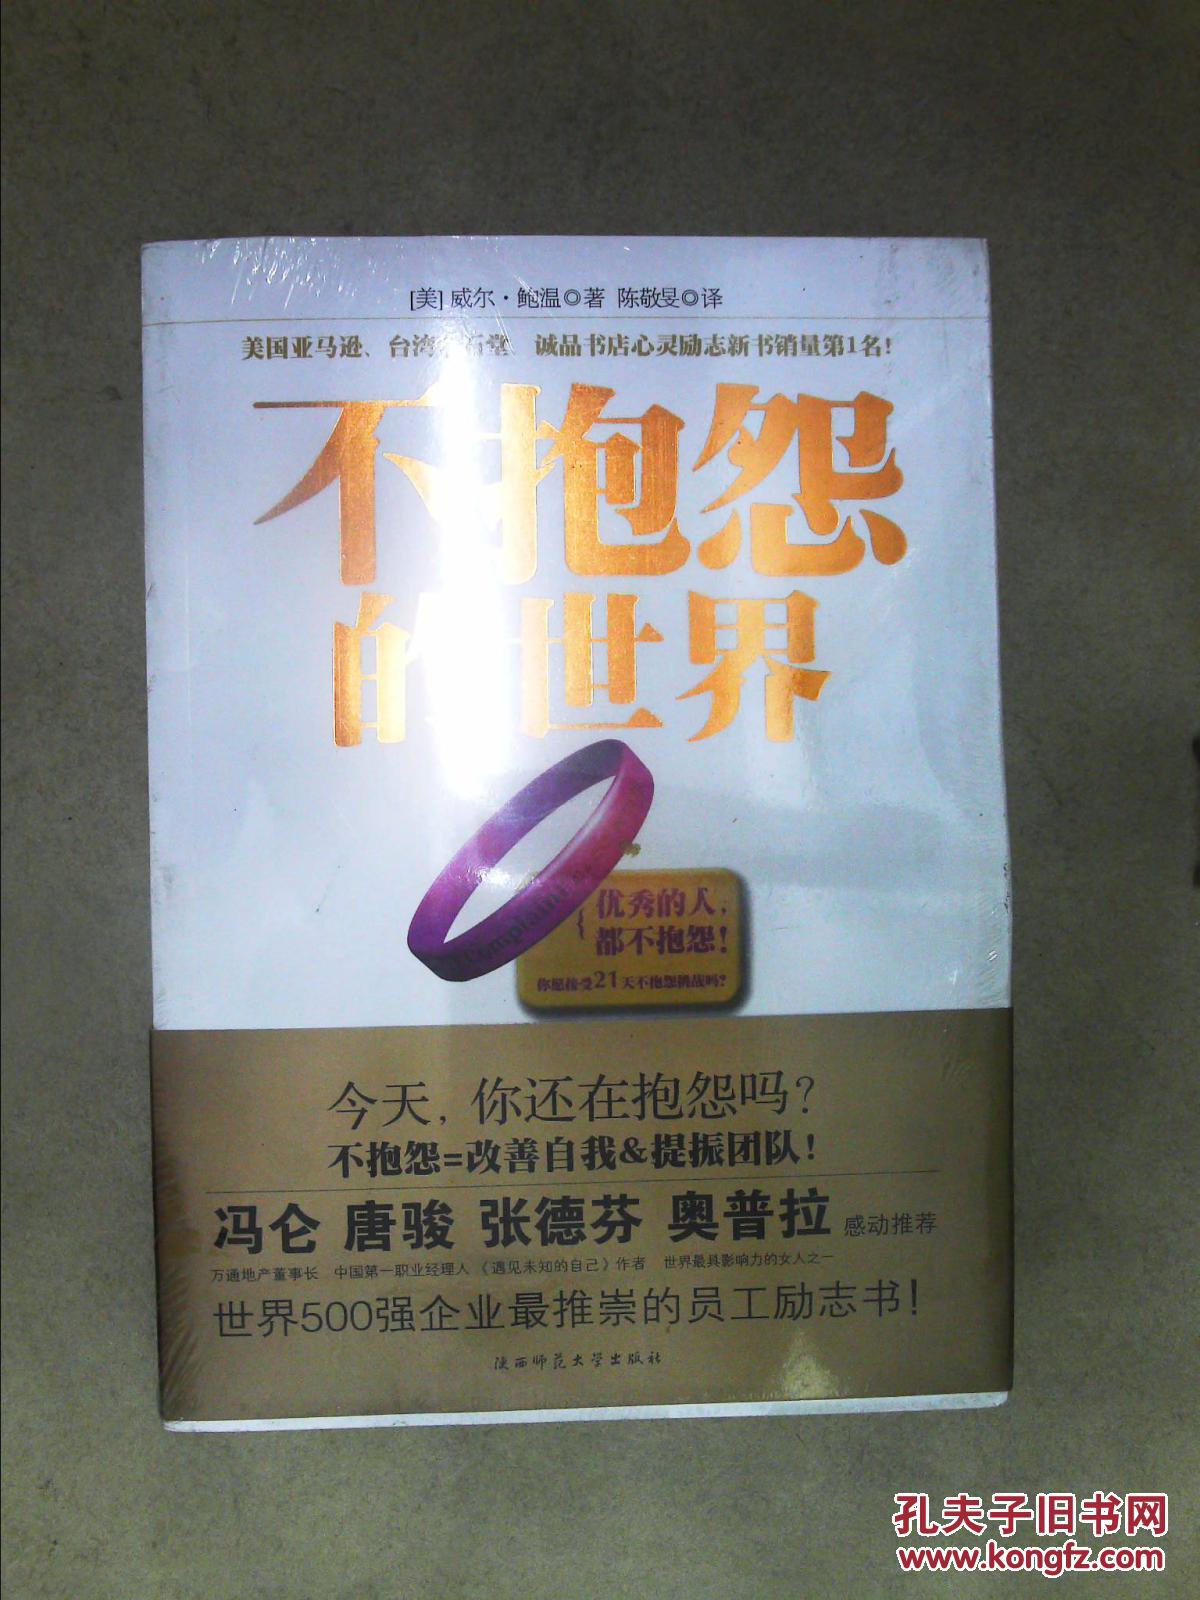 [美] 威尔·鲍温◎著 陈敬旻◎译
美国亚马逊、台湾 石堂、诚品书店心灵励志新书销量第1名!
不抱怨
的世界
Complaint
优秀的人,
都不抱怨!
你愿接受21天不抱怨挑战吗?
今天,你还在抱怨吗?
不抱怨=改善自我&提振团队!
冯仑 唐骏 张德芬 奥普拉 感动推荐
万通地产董事长 中国第一职业经理人 《遇见未知的自己》作者 世界最具影响力的女人之一
世界500强企业最推崇的员工励志书!
陕西师范大学出版社
孔夫子旧书网
www.kongfz.com